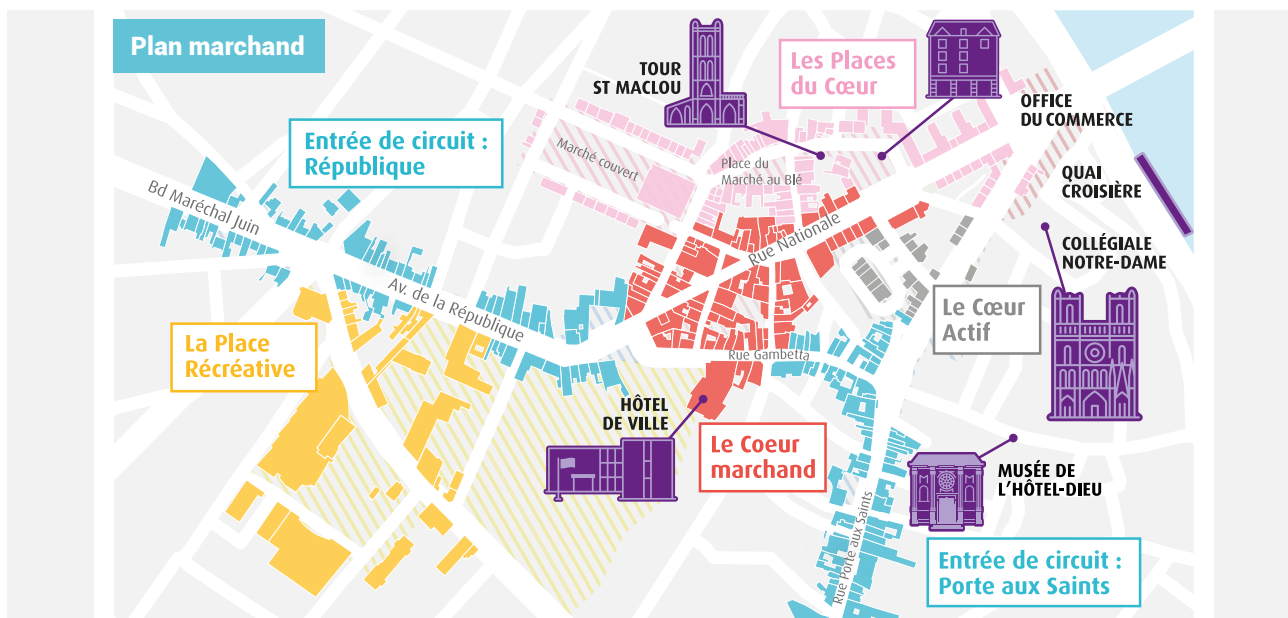 Plan marchand
TOUR
ST MACLOU
Les Places
du Cœur
OFFICE
DU COMMERCE
Entrée de circuit :
République
Marché couvert
Place du
Marché au Blé
QUAI
CROISIÈRE
Bd Maréchal Juin
Rue Nationale
COLLÉGIALE
NOTRE-DAME
Av. de la République
Le Cœur
Actif
La Place
Récréative
Rue Gambetta
HÔTEL
DE VILLE
Le Coeur
marchand
MUSÉE DE
L'HÔTEL-DIEU
Rue Porte aux Saints
Entrée de circuit :
Porte aux Saints